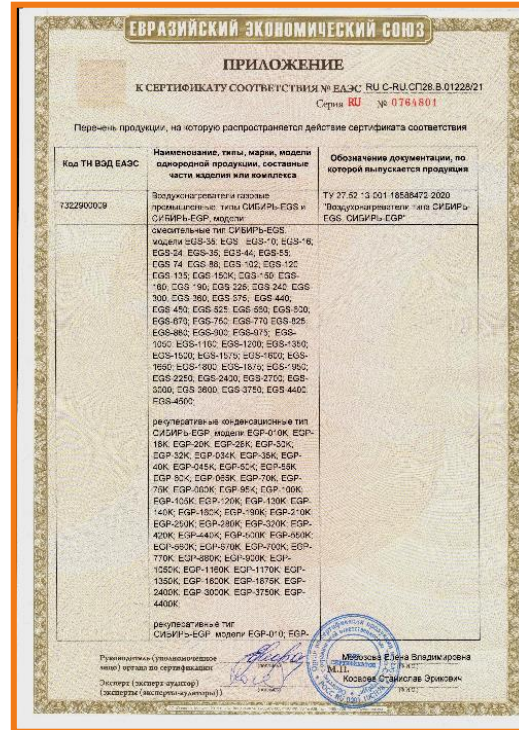 ЕВРАЗИЙСКИЙ ЭКОНОМИЧЕСКИЙ СОЮЗ
ПРИЛОЖЕНИЕ
К СЕРТИФИКАТУ СООТВЕТСТВИЯ № ЕАЭС RU С-RU.СП28.В.01228/21
Серия RU № 0764801
Перечень продукции, на которую распространяется действие сертификата соответствия
Код ТН ВЭД ЕАЭС
Наименование, типы, марки, модели
однородной продукции, составные
части изделия или комплекса
Обозначение документации, по
которой выпускается продукция
7322900009
Воздухонагреватели газовые
промышленные, типы СИБИРЬ-EGS и
СИБИРЬ-EGP, модели:
ТУ 27.52.13-001-18586472-2020
"Воздухонагреватели типа СИБИРЬ-
EGS, СИБИРЬ-EGP"
смесительные тип СИБИРЬ-EGS,
модели EGS-35; EGS EGS-10; EGS-16;
EGS-24; EGS-35; EGS-44; EGS-55;
EGS-74; EGS-88; EGS-102; EGS-120;
EGS-135; EGS-150K; EGS-150; EGS-
160; EGS-190; EGS-225; EGS-240; EGS-
300; EGS-360; EGS-375; EGS-440;
EGS-450; EGS-525; EGS-550; EGS-600;
EGS-670; EGS-750; EGS-770; EGS-825;
EGS-880; EGS-900; EGS-975; EGS-
1050; EGS-1100; EGS-1200; EGS-1350;
EGS-1500; EGS-1575; EGS-1600; EGS-
1650; EGS-1800; EGS-1875; EGS-1950;
EGS-2250; EGS-2400; EGS-2700; EGS-
3000; EGS-3600; EGS-3750; EGS-4400;
EGS-4500;
рекуперативные конденсационные тип
СИБИРЬ-EGP, модели EGP-010K; EGP-
18K; EGP-20K; EGP-25K; EGP-30K;
EGP-32K; EGP-034K; EGP-35K; EGP-
40K; EGP-045K; EGP-50K; EGP-55K;
EGP-60K; EGP-065K; EGP-70K; EGP-
75K; EGP-080K; EGP-95K; EGP-100K;
EGP-105K; EGP-120K; EGP-130K; EGP-
140K; EGP-160K; EGP-190K; EGP-210K;
EGP-250K; EGP-280K; EGP-320K; EGP-
420K; EGP-440K; EGP-500K; EGP-550K;
EGP-560K; EGP-670K; EGP-700K; EGP-
770K; EGP-880K; EGP-900K; EGP-
1050K; EGP-1160K; EGP-1170K; EGP-
1350K; EGP-1600K; EGP-1875K; EGP-
2400K; EGP-3000K; EGP-3750K; EGP-
4400K;
рекуперативные тип
СИБИРЬ-EGP, модели EGP-010; EGP-
Руководитель (уполномоченное
лицо) органа по сертификации
М.П.
Елена Владимировна
Эксперт (эксперт-аудитор)
(эксперты (эксперты-аудиторы))
Станислав Эрикович